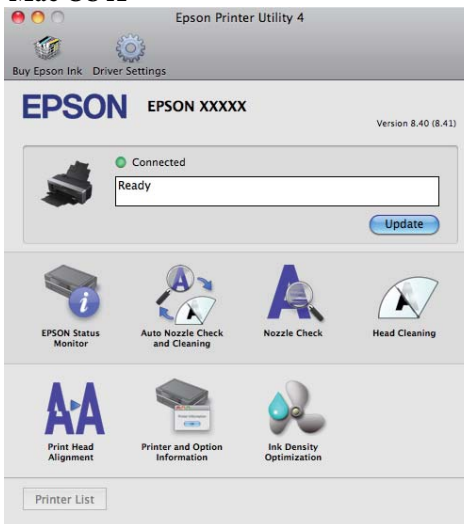 Mac OS X
Epson Printer Utility 4
Buy Epson Ink Driver Settings
EPSON EPSON XXXXX
Version 8.40 (8.41)
Connected
Ready
Update
EPSON Status
Monitor
Auto Nozzle Check
and Cleaning
Nozzle Check
Head Cleaning
Print Head
Alignment
Printer and Option
Information
Ink Density
Optimization
Printer List